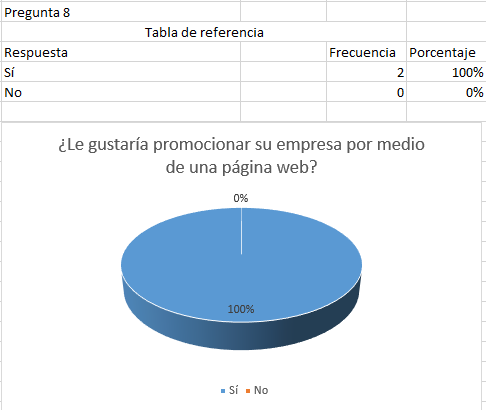 Pregunta 8
Tabla de referencia
Respuesta Frecuencia Porcentaje
Sí 2 100%
No 0 0%
¿Le gustaría promocionar su empresa por medio
de una página web?
0%
100%
Sí No